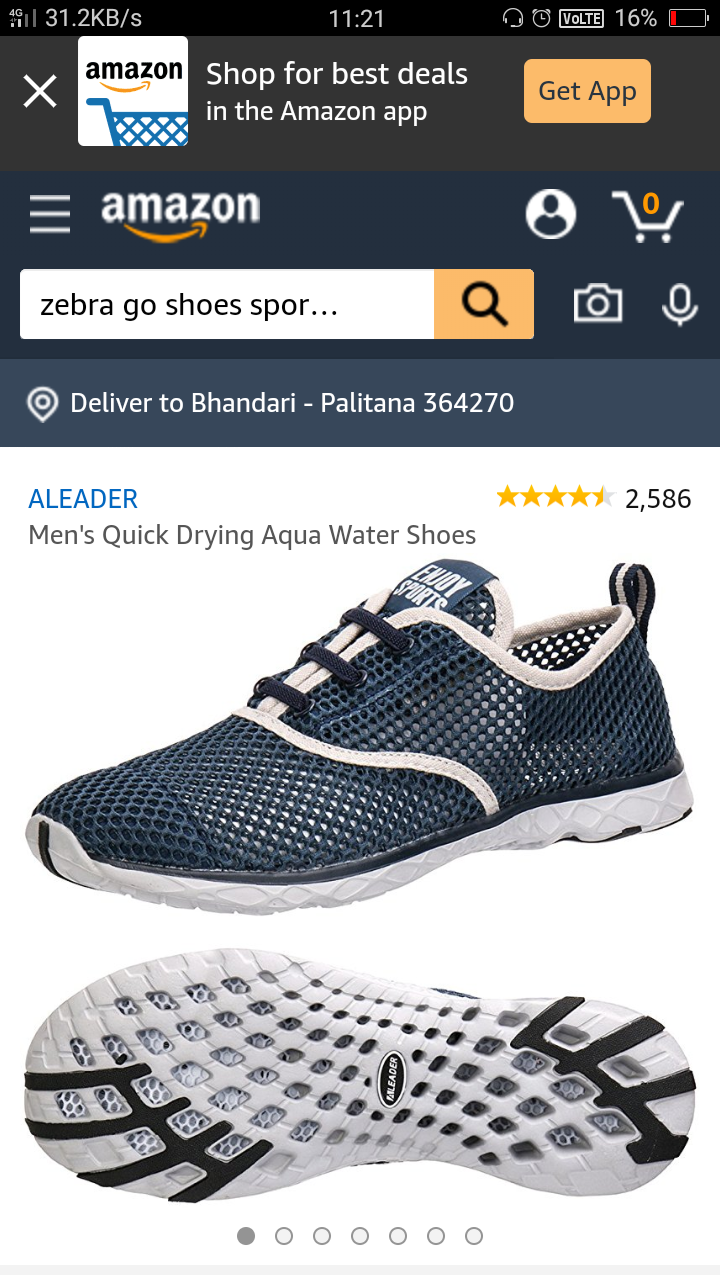 4G 31.2KB/s 11:21 VoLTE 16%
amazon
Shop for best deals
in the Amazon app
Get App
amazon
0
zebra go shoes spor...
Deliver to Bhandari - Palitana 364270
ALEADER 2,586
Men's Quick Drying Aqua Water Shoes
ENJOY
SPORTS
ALEADER